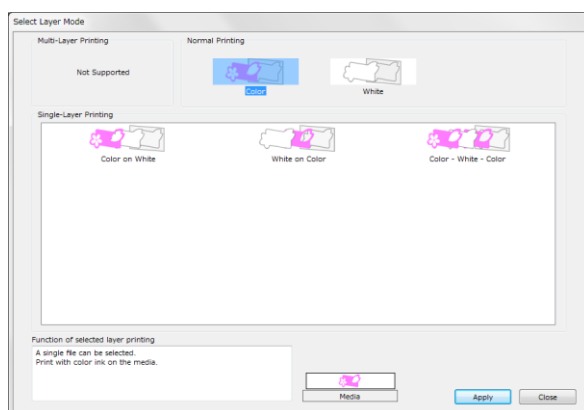 Select Layer Mode
Multi-Layer Printing
Normal Printing
Not Supported
Color
White
Single-Layer Printing
Color on White
White on Color
Color - White - Color
Function of selected layer printing
A single file can be selected.
Print with color ink on the media.
Media
Apply
Close